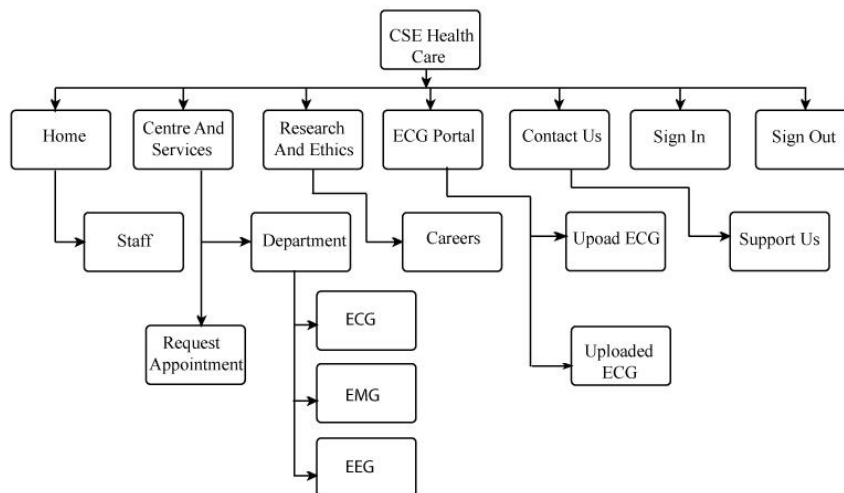 CSE Health
Care
Home
Centre And
Services
Research
And Ethics
ECG Portal
Contact Us
Sign In
Sign Out
Staff
Department
Careers
Upoad ECG
Support Us
Request
Appointment
ECG
Uploaded
ECG
EMG
EEG